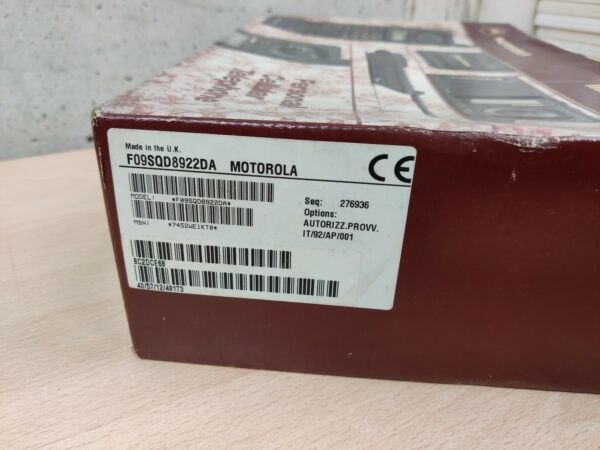 Personal
Cellular
Telephone
Made in the U.K.
F09SQD8922DA MOTOROLA
CE
MODEL: *F09SQD8922DA*
Seq: 276936
Options:
AUTORIZZ.PROVV.
IT/92/AP/001
MSN: *7452WE1KT0*
BC2DCE68
40/57/12/48173